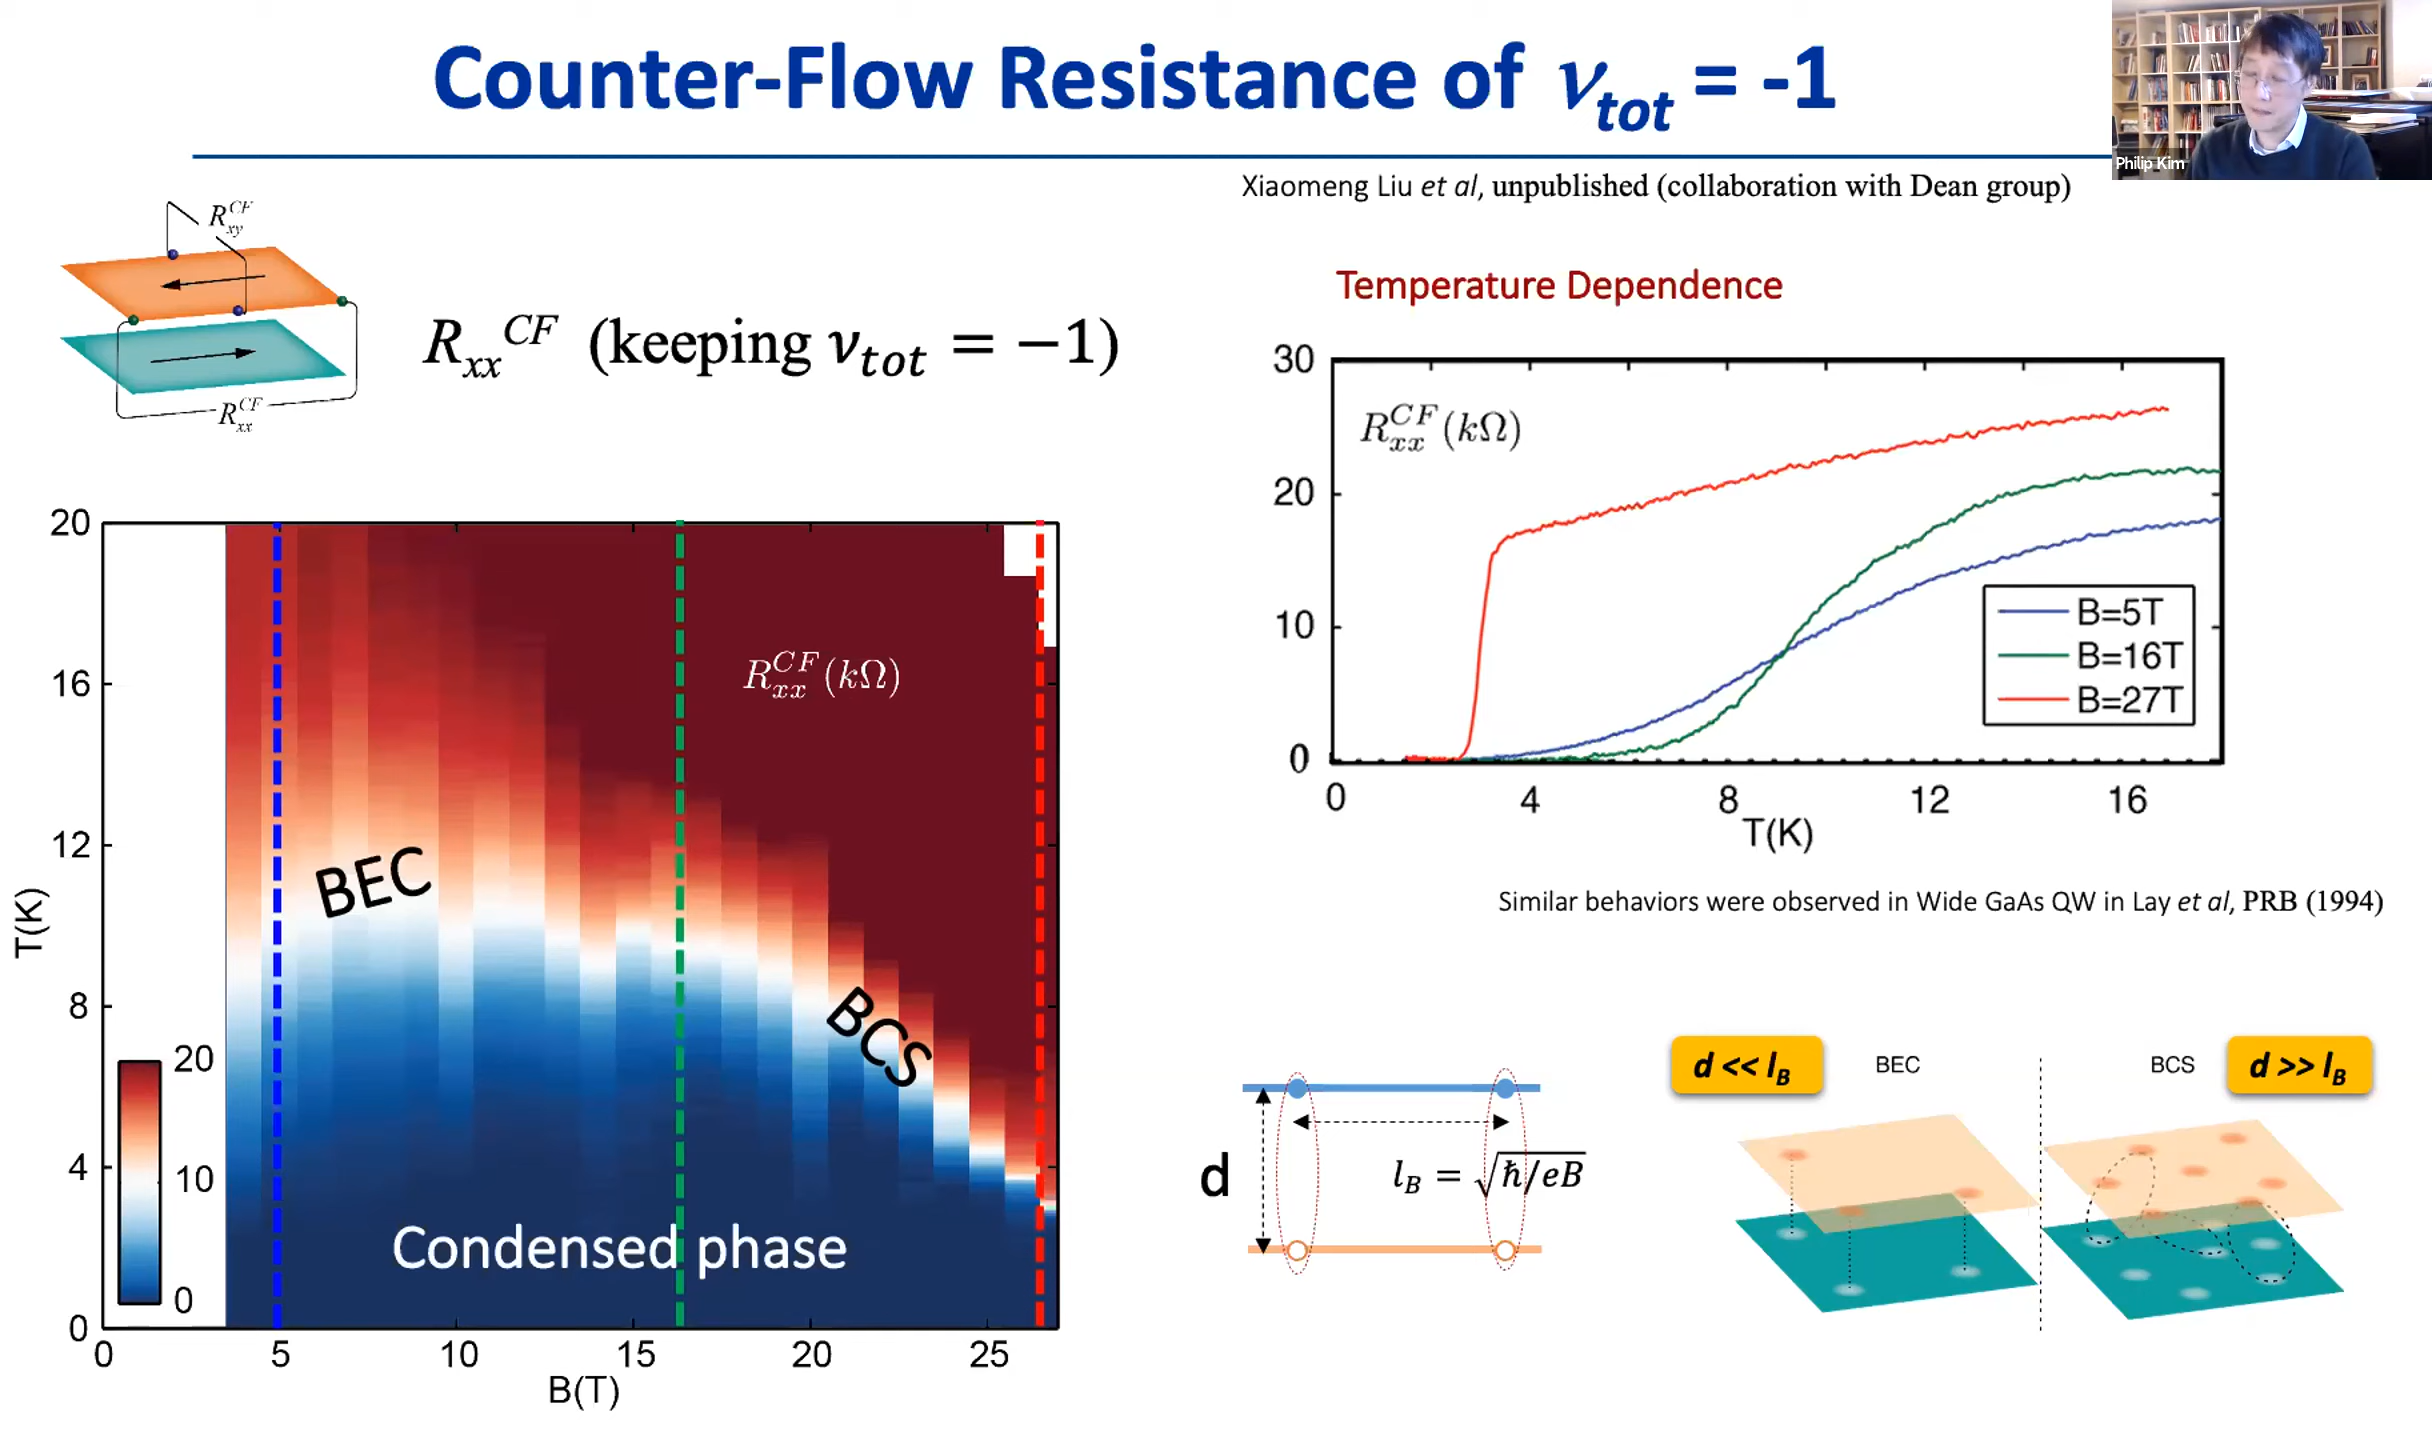 Counter-Flow Resistance of νtot = -1
Philip Kim
Xiaomeng Liu et al, unpublished (collaboration with Dean group)
R_xy^CF
R_xx^CF
R_xx^CF (keeping ν_tot = −1)
Temperature Dependence
30
20
10
0
R_xx^CF (kΩ)
B=5T
B=16T
B=27T
0 4 8 12 16
T(K)
Similar behaviors were observed in Wide GaAs QW in Lay et al, PRB (1994)
20
16
12
8
4
0
T(K)
R_xx^CF (kΩ)
BEC
BCS
Condensed phase
20
10
0
0 5 10 15 20 25
B(T)
d
l_B = √ħ/eB
d << l_B
BEC
BCS
d >> l_B